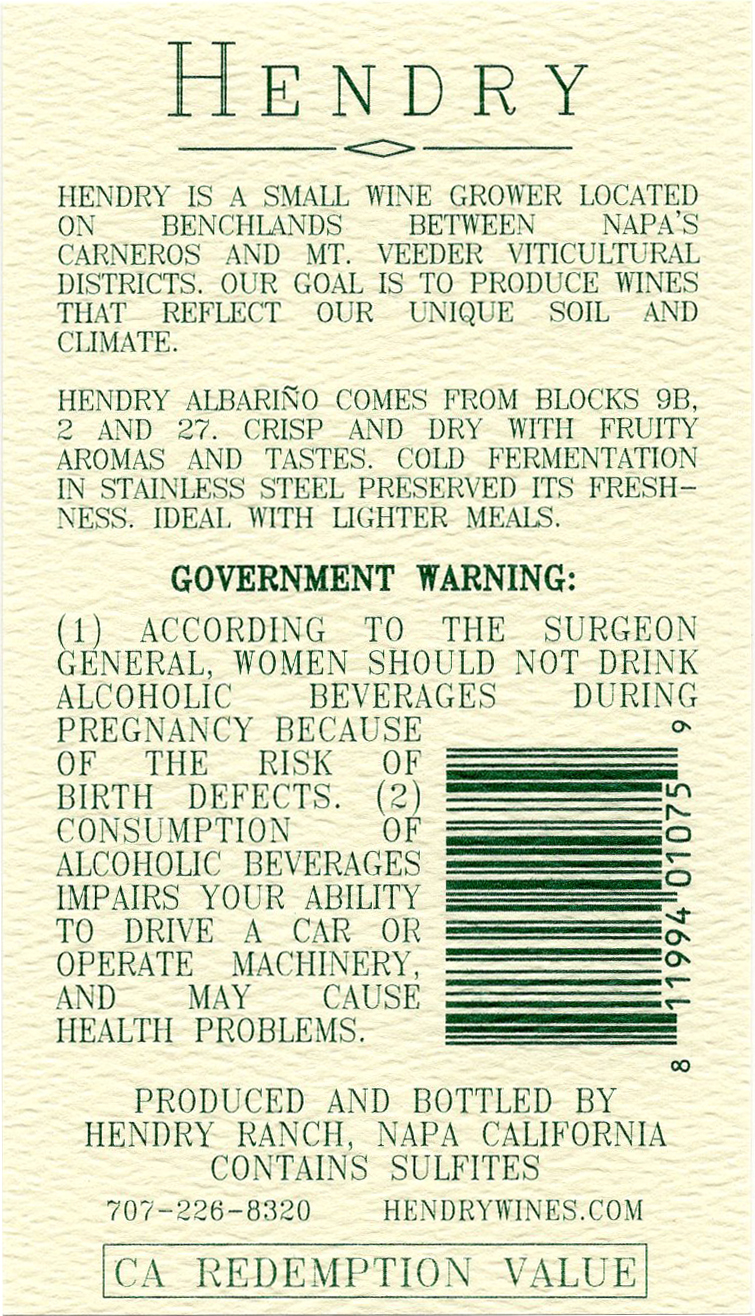 HENDRY
HENDRY IS A SMALL WINE GROWER LOCATED
ON BENCHLANDS BETWEEN NAPA'S
CARNEROS AND MT. VEEDER VITICULTURAL
DISTRICTS. OUR GOAL IS TO PRODUCE WINES
THAT REFLECT OUR UNIQUE SOIL AND
CLIMATE.
HENDRY ALBARIÑO COMES FROM BLOCKS 9B,
2 AND 27. CRISP AND DRY WITH FRUITY
AROMAS AND TASTES. COLD FERMENTATION
IN STAINLESS STEEL PRESERVED ITS FRESH-
NESS. IDEAL WITH LIGHTER MEALS.
GOVERNMENT WARNING:
(1) ACCORDING TO THE SURGEON
GENERAL, WOMEN SHOULD NOT DRINK
ALCOHOLIC BEVERAGES DURING
PREGNANCY BECAUSE
OF THE RISK OF
BIRTH DEFECTS. (2)
CONSUMPTION OF
ALCOHOLIC BEVERAGES
IMPAIRS YOUR ABILITY
TO DRIVE A CAR OR
OPERATE MACHINERY,
AND MAY CAUSE
HEALTH PROBLEMS.
8 11994 01075 9
PRODUCED AND BOTTLED BY
HENDRY RANCH, NAPA CALIFORNIA
CONTAINS SULFITES
707-226-8320 HENDRYWINES.COM
CA REDEMPTION VALUE